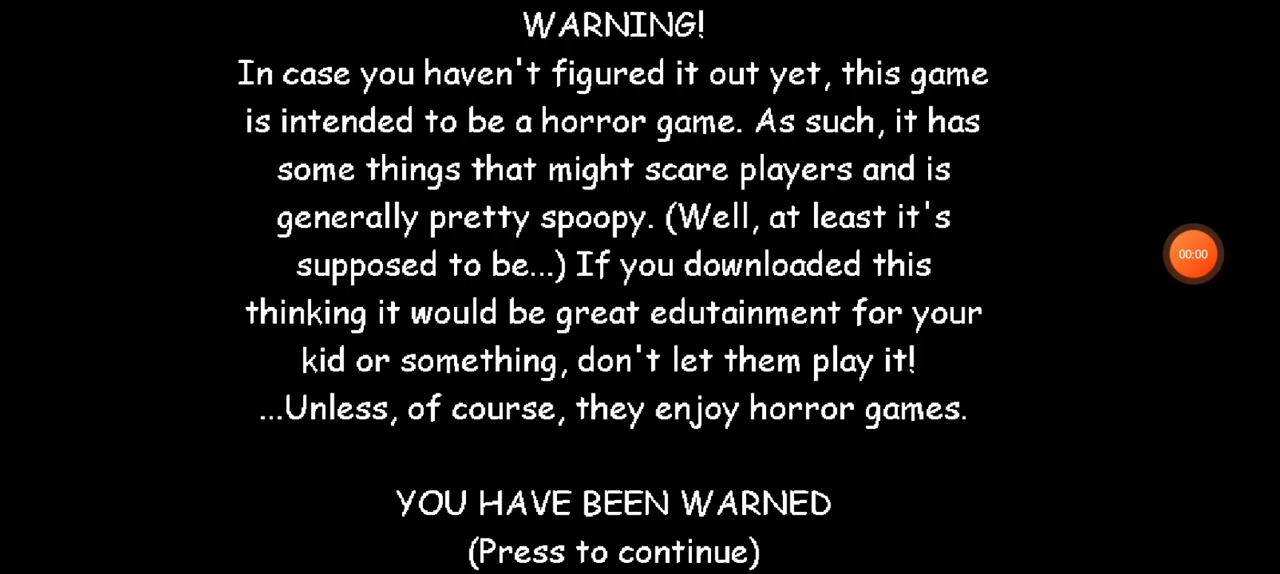 WARNING!
In case you haven't figured it out yet, this game
is intended to be a horror game. As such, it has
some things that might scare players and is
generally pretty spoopy. (Well, at least it's
supposed to be...) If you downloaded this
thinking it would be great edutainment for your
kid or something, don't let them play it!
...Unless, of course, they enjoy horror games.
YOU HAVE BEEN WARNED
(Press to continue)
00:00